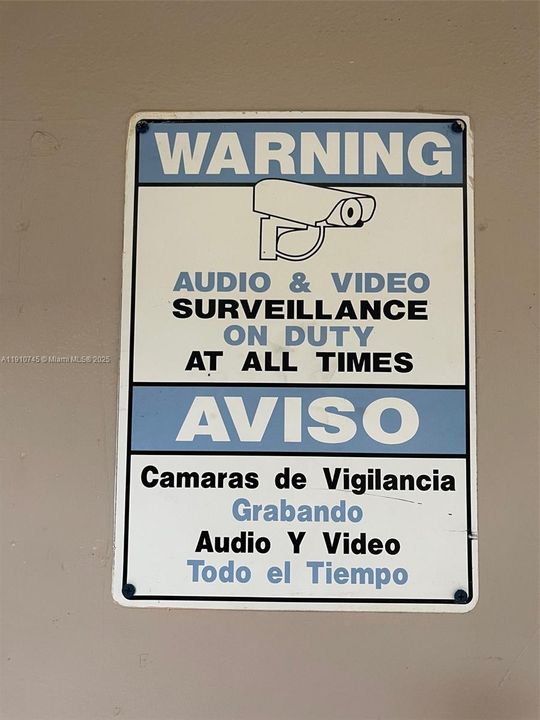 WARNING
AUDIO & VIDEO
SURVEILLANCE
ON DUTY
AT ALL TIMES
A11910745 © Miami MLS® 2025
AVISO
Camaras de Vigilancia
Grabando
Audio Y Video
Todo el Tiempo